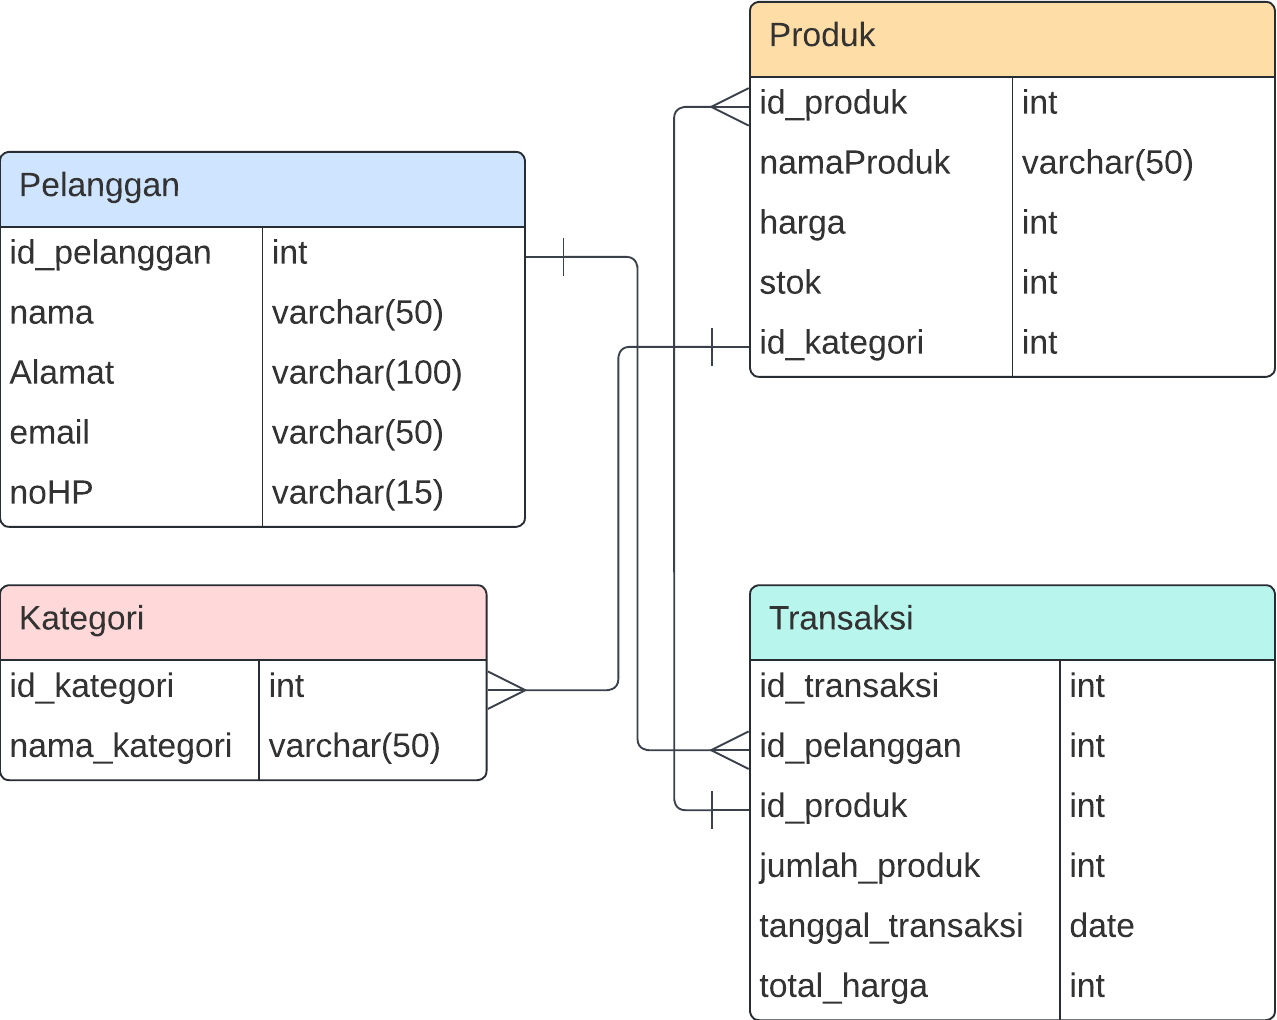 Produk
id_produk int
namaProduk varchar(50)
harga int
stok int
id_kategori int
Pelanggan
id_pelanggan int
nama varchar(50)
Alamat varchar(100)
email varchar(50)
noHP varchar(15)
Kategori
id_kategori int
nama_kategori varchar(50)
Transaksi
id_transaksi int
id_pelanggan int
id_produk int
jumlah_produk int
tanggal_transaksi date
total_harga int